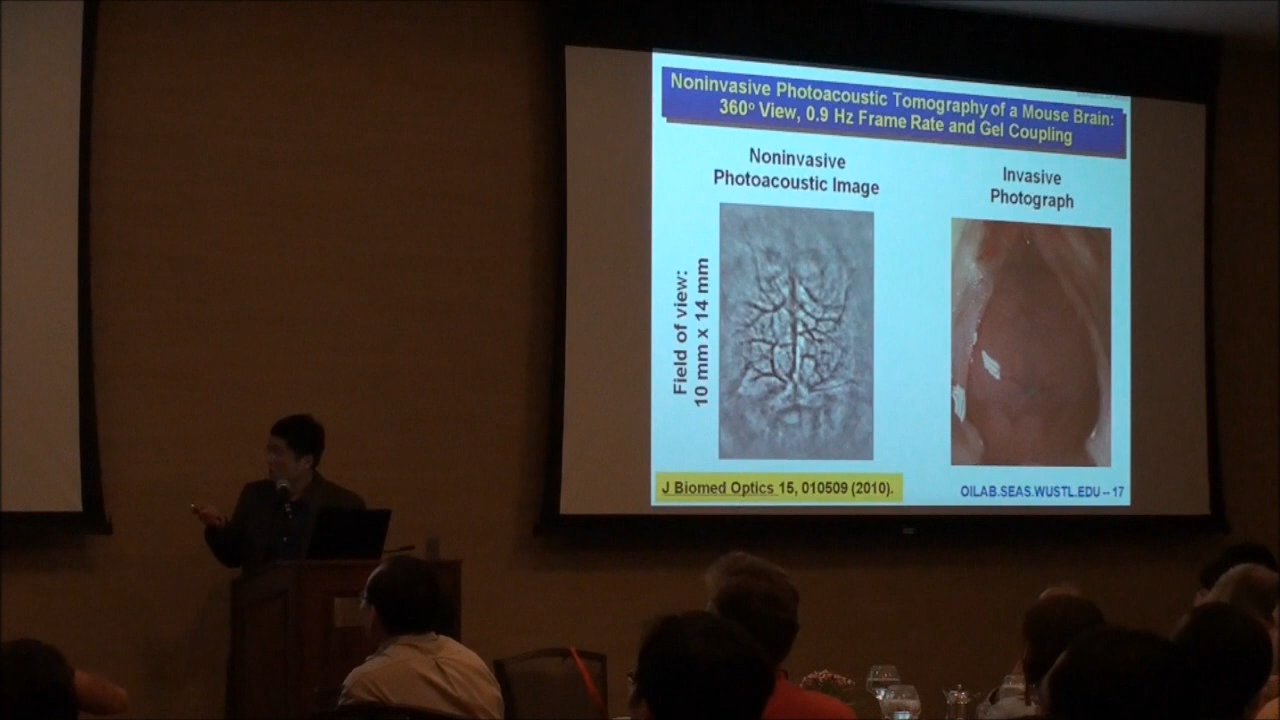 Noninvasive Photoacoustic Tomography of a Mouse Brain:
360° View, 0.9 Hz Frame Rate and Gel Coupling
Noninvasive
Photoacoustic Image
Invasive
Photograph
Field of view:
10 mm x 14 mm
J Biomed Optics 15, 010509 (2010).
OILAB.SEAS.WUSTL.EDU -- 17